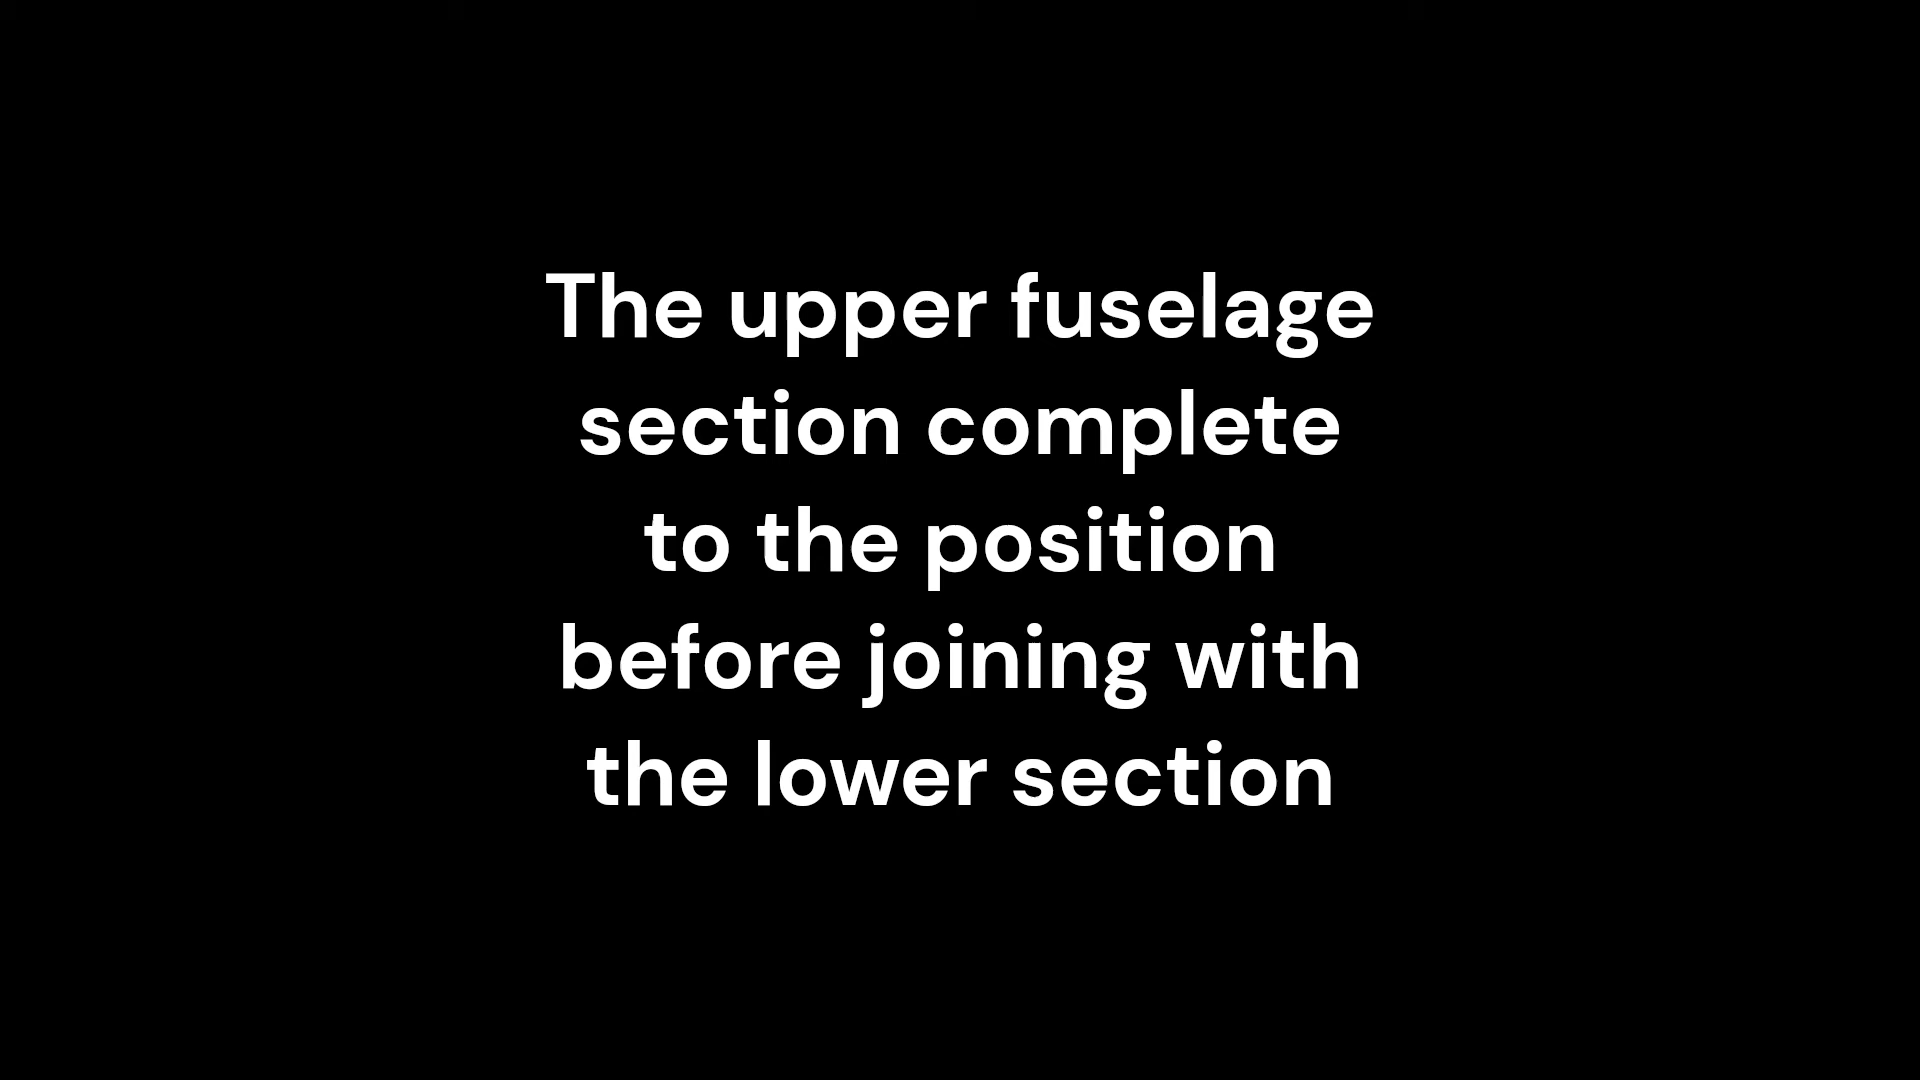 The upper fuselage
section complete
to the position
before joining with
the lower section